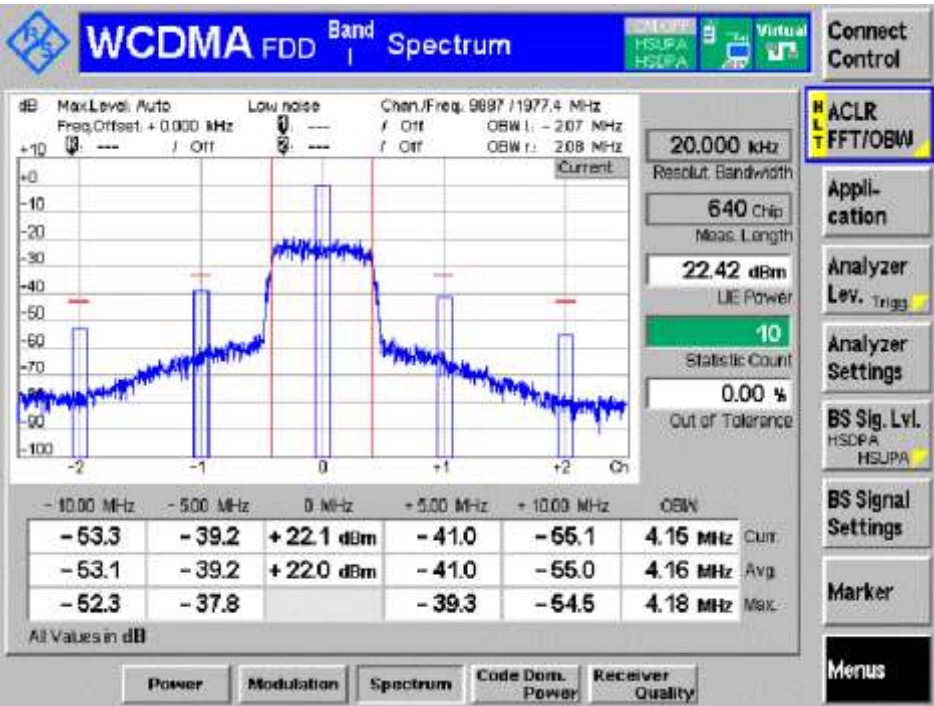 R S
WCDMA FDD Band I Spectrum
HSUPA
HSDPA
Virtual
Connect Control
dB Max.Level: Auto Low noise Chan./Freq.: 9887 / 1977.4 MHz
Freq.Offset: + 0.000 kHz 1: --- / Off OBW l.: - 2.07 MHz
R: --- / Off 2: --- / Off OBW r.: 2.08 MHz
Current
+10
+0
-10
-20
-30
-40
-50
-60
-70
-80
-90
-100
-2 -1 0 +1 +2 Ch
20.000 kHz
Resolut. Bandwidth
640 Chip
Meas. Length
22.42 dBm
UE Power
10
Statistic Count
0.00 %
Out of Tolerance
- 10.00 MHz - 5.00 MHz 0 MHz + 5.00 MHz + 10.00 MHz OBW
- 53.3 - 39.2 + 22.1 dBm - 41.0 - 55.1 4.15 MHz Curr.
- 53.1 - 39.2 + 22.0 dBm - 41.0 - 55.0 4.16 MHz Avg.
- 52.3 - 37.8 - 39.3 - 54.5 4.18 MHz Max.
All Values in dB
Power
Modulation
Spectrum
Code Dom. Power
Receiver Quality
HLT ACLR
FFT/OBW
Appli-
cation
Analyzer
Lev. Trigg
Analyzer
Settings
BS Sig. Lvl.
HSDPA
HSUPA
BS Signal
Settings
Marker
Menus